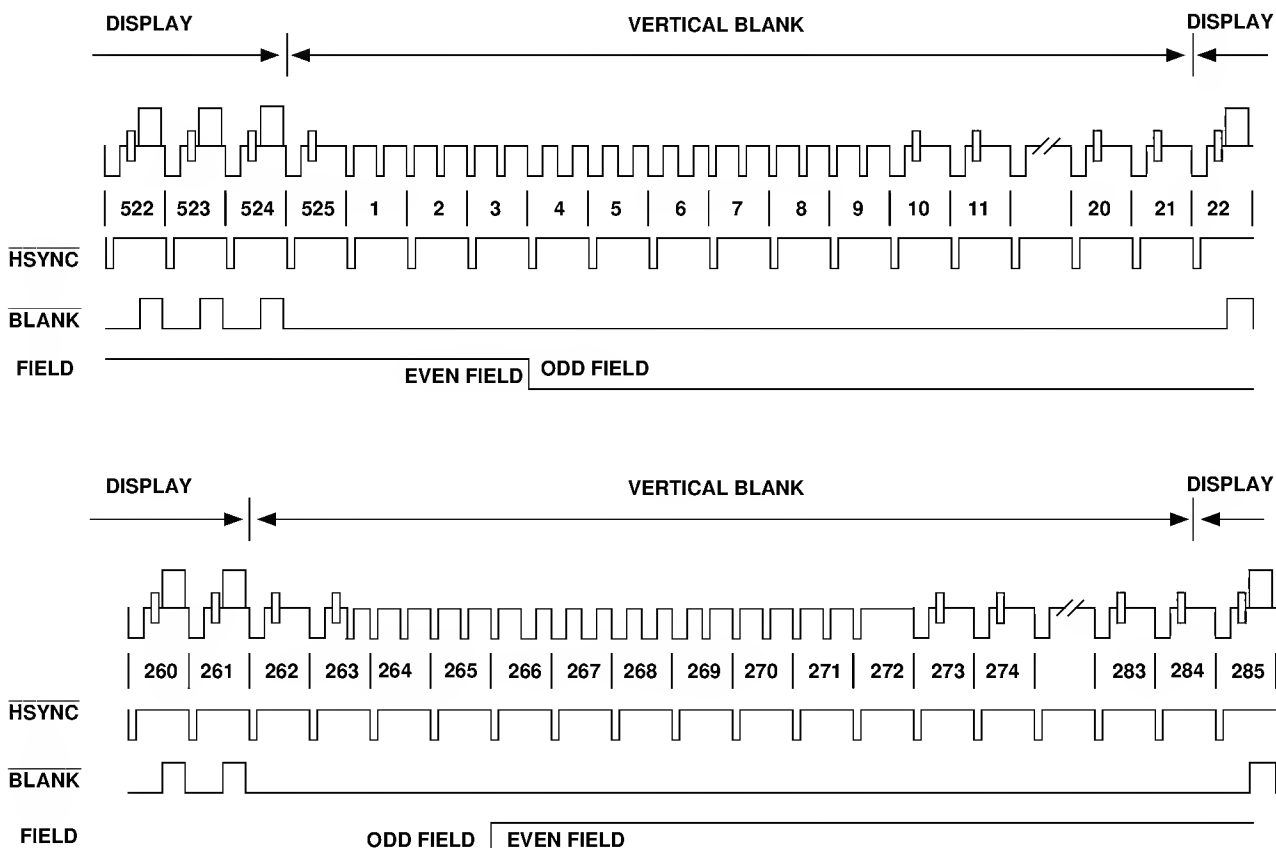 DISPLAY VERTICAL BLANK DISPLAY
522 523 524 525 1 2 3 4 5 6 7 8 9 10 11 20 21 22
HSYNC
BLANK
FIELD EVEN FIELD ODD FIELD
DISPLAY VERTICAL BLANK DISPLAY
260 261 262 263 264 265 266 267 268 269 270 271 272 273 274 283 284 285
HSYNC
BLANK
FIELD ODD FIELD EVEN FIELD